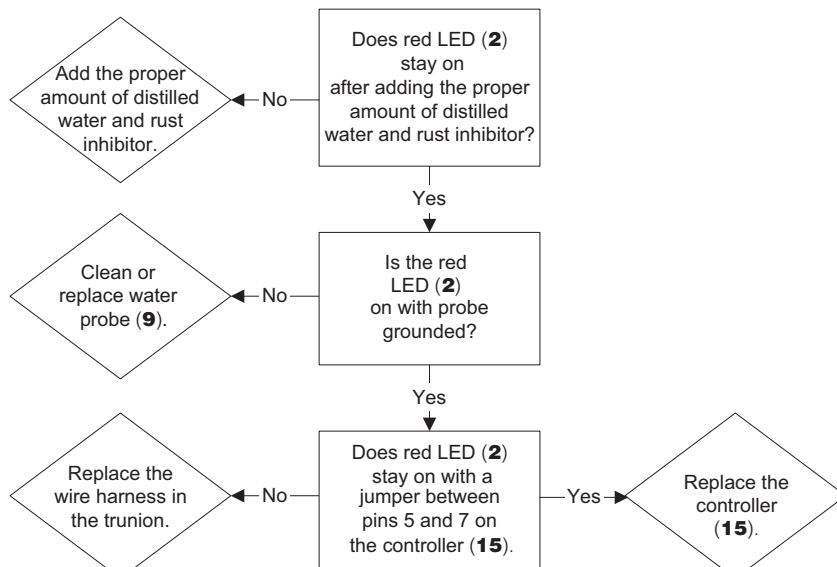 Does red LED (2)
stay on
after adding the proper
amount of distilled
water and rust inhibitor?
No
Add the proper
amount of distilled
water and rust
inhibitor.
Yes
Is the red
LED (2)
on with probe
grounded?
No
Clean or
replace water
probe (9).
Yes
Does red LED (2)
stay on with a
jumper between
pins 5 and 7 on
the controller (15).
No
Replace the
wire harness in
the trunion.
Yes
Replace the
controller
(15).